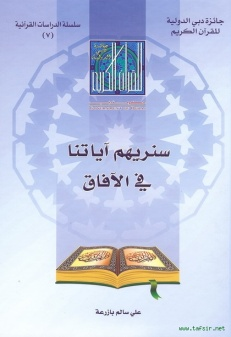 جائزة دبي الدولية
للقرآن الكريم
سلسلة الدراسات القرآنية
(٧)
سنريهم آياتنا
في الآفاق
علي سالم بازرعة
www.tafsir.net